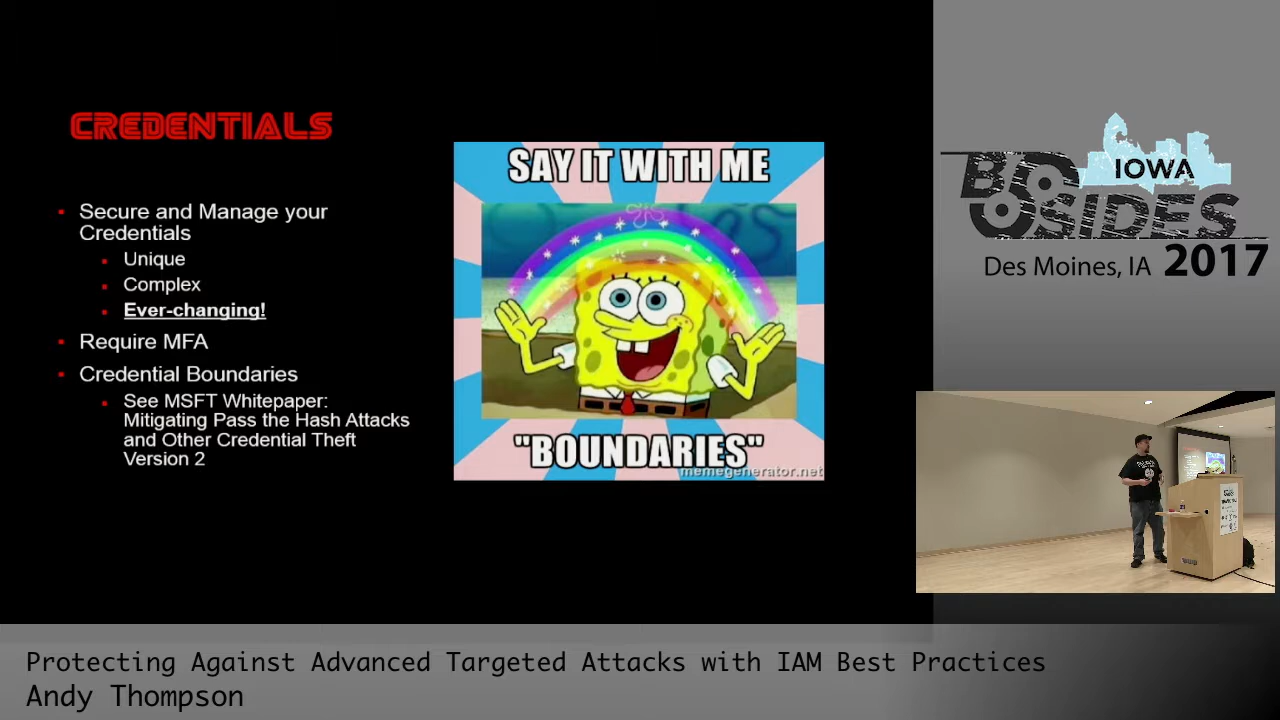 CREDENTIALS
Secure and Manage your
Credentials
Unique
Complex
Ever-changing!
Require MFA
Credential Boundaries
See MSFT Whitepaper:
Mitigating Pass the Hash Attacks
and Other Credential Theft
Version 2
SAY IT WITH ME
"BOUNDARIES"
memegenerator.net
IOWA
BSIDES
Des Moines, IA 2017
Protecting Against Advanced Targeted Attacks with IAM Best Practices
Andy Thompson